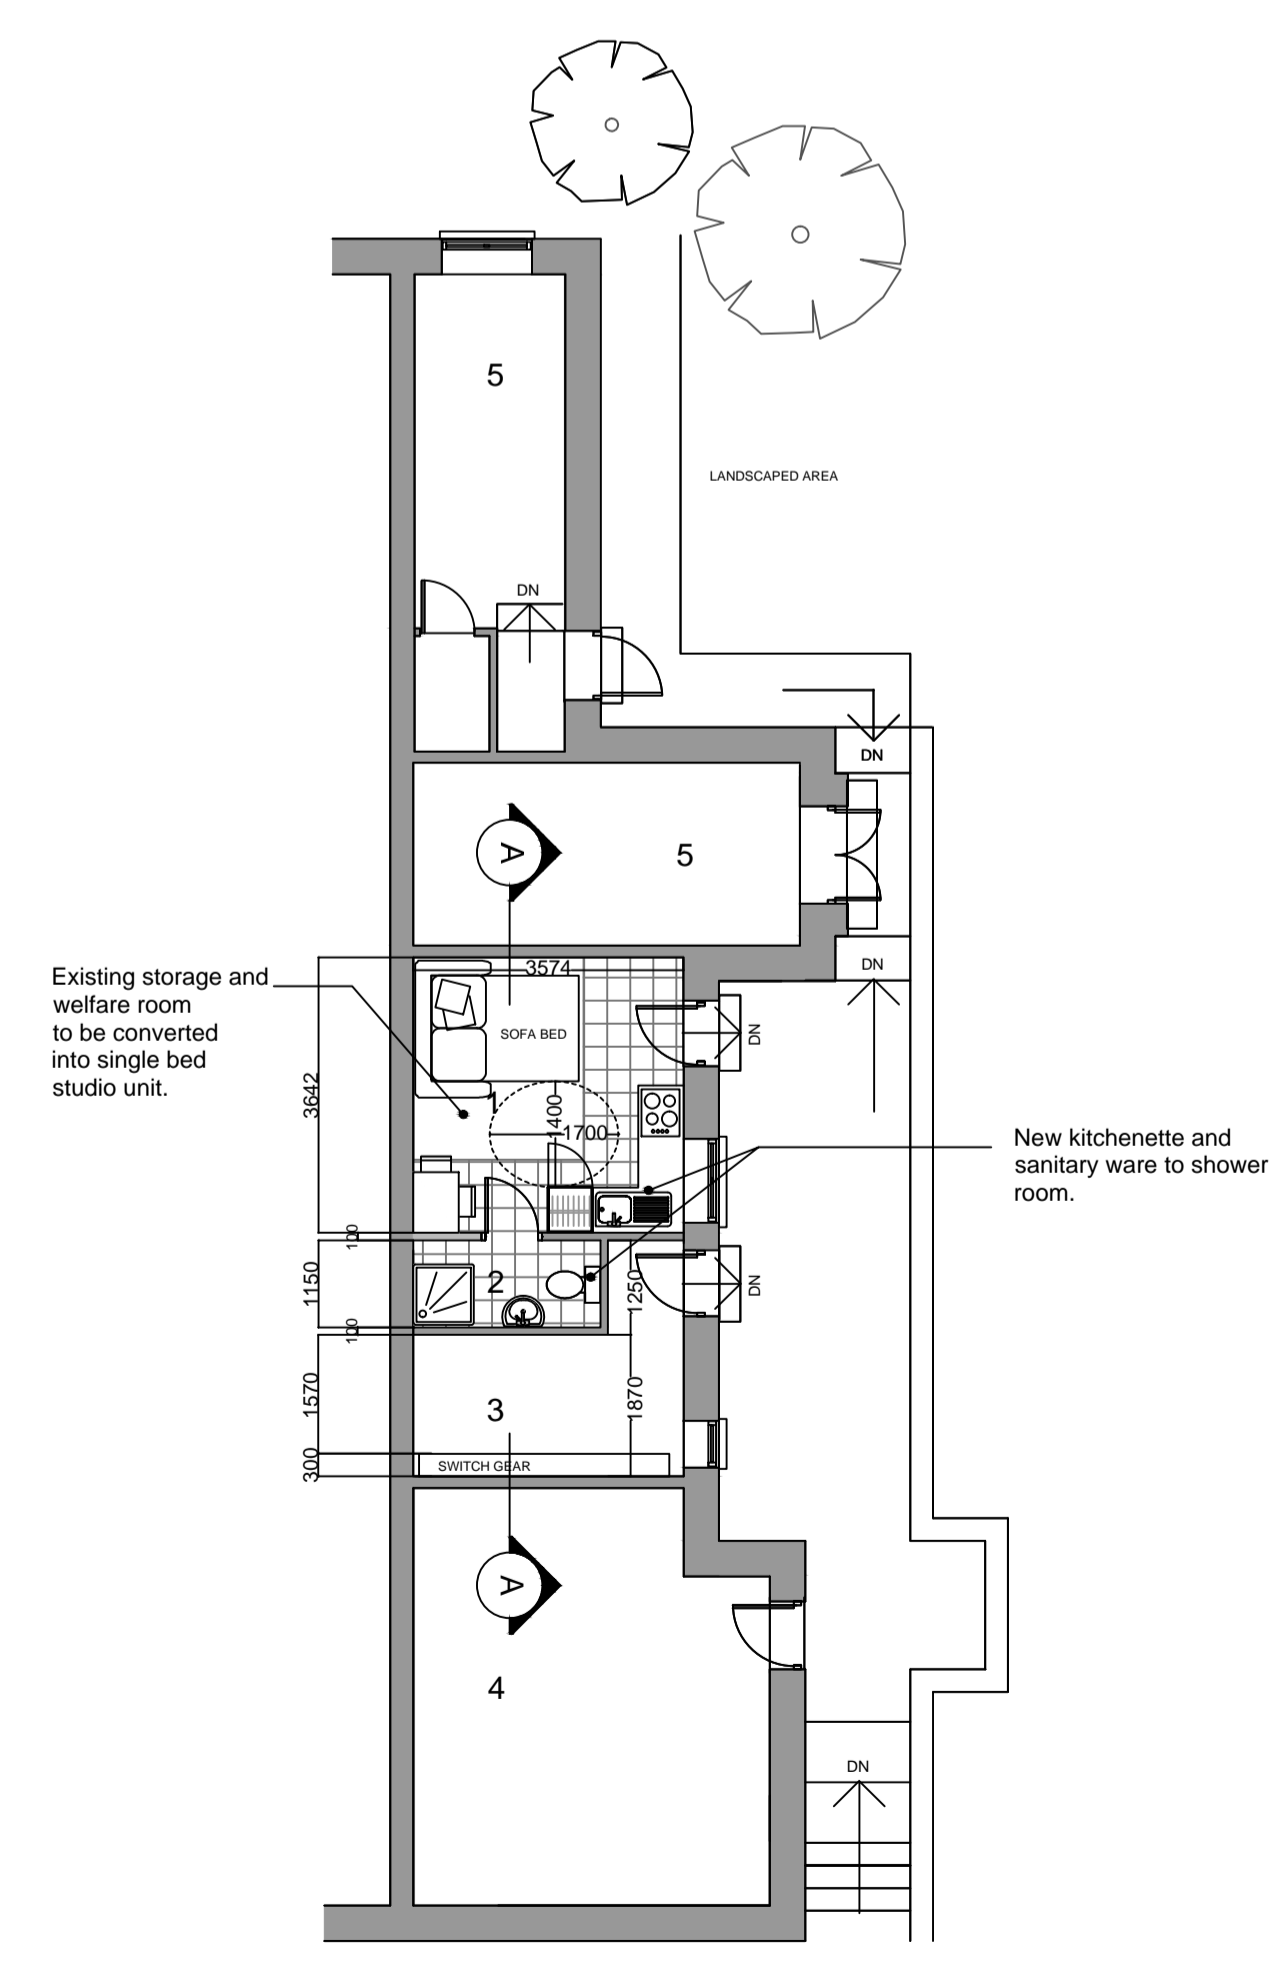 5
LANDSCAPED AREA
DN
DN
A
5
DN
Existing storage and
welfare room
to be converted
into single bed
studio unit.
3574
SOFA BED
DN
3642
1
1400
1700
New kitchenette and
sanitary ware to shower
room.
100
1150
2
1250
DN
100
1570
3
1870
300
SWITCH GEAR
A
4
DN